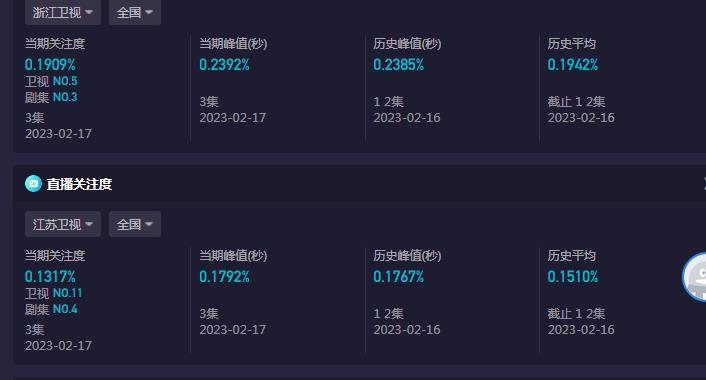 浙江卫视 全国
当期关注度 当期峰值(秒) 历史峰值(秒) 历史平均
0.1909% 0.2392% 0.2385% 0.1942%
卫视 NO.5
剧集 NO.3
3集 1 2集 截止 1 2集
3集 2023-02-17 2023-02-16 2023-02-16
2023-02-17
直播关注度
江苏卫视 全国
当期关注度 当期峰值(秒) 历史峰值(秒) 历史平均
0.1317% 0.1792% 0.1767% 0.1510%
卫视 NO.11
剧集 NO.4
3集 1 2集 截止 1 2集
3集 2023-02-17 2023-02-16 2023-02-16
2023-02-17